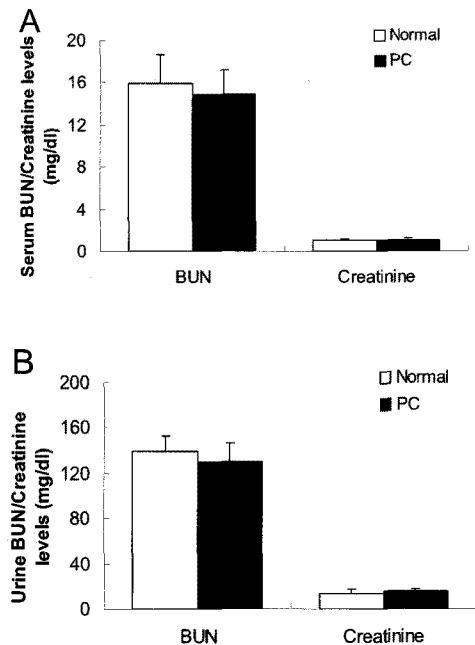 A
Normal
PC
Serum BUN/Creatinine levels
(mg/dl)
20
16
12
8
4
0
BUN
Creatinine
B
Normal
PC
Urine BUN/Creatinine
levels (mg/dl)
200
160
120
80
40
0
BUN
Creatinine